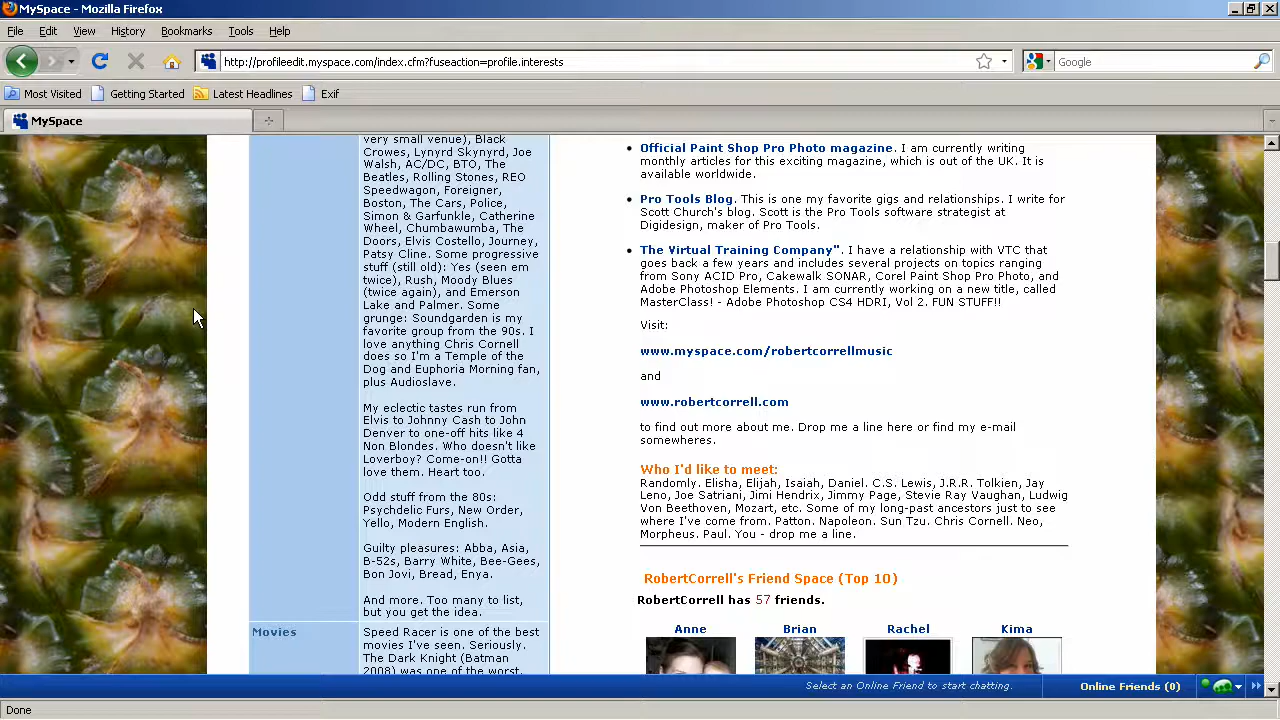 MySpace - Mozilla Firefox
File Edit View History Bookmarks Tools Help
http://profileedit.myspace.com/index.cfm?fuseaction=profile.interests
Google
Most Visited Getting Started Latest Headlines Exif
MySpace
very small venue), Black
Crowes, Lynyrd Skynyrd, Joe
Walsh, AC/DC, BTO, The
Beatles, Rolling Stones, REO
Speedwagon, Foreigner,
Boston, The Cars, Police,
Simon & Garfunkle, Catherine
Wheel, Chumbawumba, The
Doors, Elvis Costello, Journey,
Patsy Cline. Some progressive
stuff (still old): Yes (seen em
twice), Rush, Moody Blues
(twice again), and Emerson
Lake and Palmer. Some
grunge: Soundgarden is my
favorite group from the 90s. I
love anything Chris Cornell
does so I'm a Temple of the
Dog and Euphoria Morning fan,
plus Audioslave.
My eclectic tastes run from
Elvis to Johnny Cash to John
Denver to one-off hits like 4
Non Blondes. Who doesn't like
Loverboy? Come-on!! Gotta
love them. Heart too.
Odd stuff from the 80s:
Psychdelic Furs, New Order,
Yello, Modern English.
Guilty pleasures: Abba, Asia,
B-52s, Barry White, Bee-Gees,
Bon Jovi, Bread, Enya.
And more. Too many to list,
but you get the idea.
Movies
Speed Racer is one of the best
movies I've seen. Seriously.
The Dark Knight (Batman
2008) was one of the worst.
Official Paint Shop Pro Photo magazine. I am currently writing
monthly articles for this exciting magazine, which is out of the UK. It is
available worldwide.
Pro Tools Blog. This is one my favorite gigs and relationships. I write for
Scott Church's blog. Scott is the Pro Tools software strategist at
Digidesign, maker of Pro Tools.
The Virtual Training Company". I have a relationship with VTC that
goes back a few years and includes several projects on topics ranging
from Sony ACID Pro, Cakewalk SONAR, Corel Paint Shop Pro Photo, and
Adobe Photoshop Elements. I am currently working on a new title, called
MasterClass! - Adobe Photoshop CS4 HDRI, Vol 2. FUN STUFF!!
Visit:
www.myspace.com/robertcorrellmusic
and
www.robertcorrell.com
to find out more about me. Drop me a line here or find my e-mail
somewheres.
Who I'd like to meet:
Randomly. Elisha, Elijah, Isaiah, Daniel. C.S. Lewis, J.R.R. Tolkien, Jay
Leno, Joe Satriani, Jimi Hendrix, Jimmy Page, Stevie Ray Vaughan, Ludwig
Von Beethoven, Mozart, etc. Some of my long-past ancestors just to see
where I've come from. Patton. Napoleon. Sun Tzu. Chris Cornell. Neo,
Morpheus. Paul. You - drop me a line.
RobertCorrell's Friend Space (Top 10)
RobertCorrell has 57 friends.
Anne Brian Rachel Kima
Select an Online Friend to start chatting. Online Friends (0)
Done